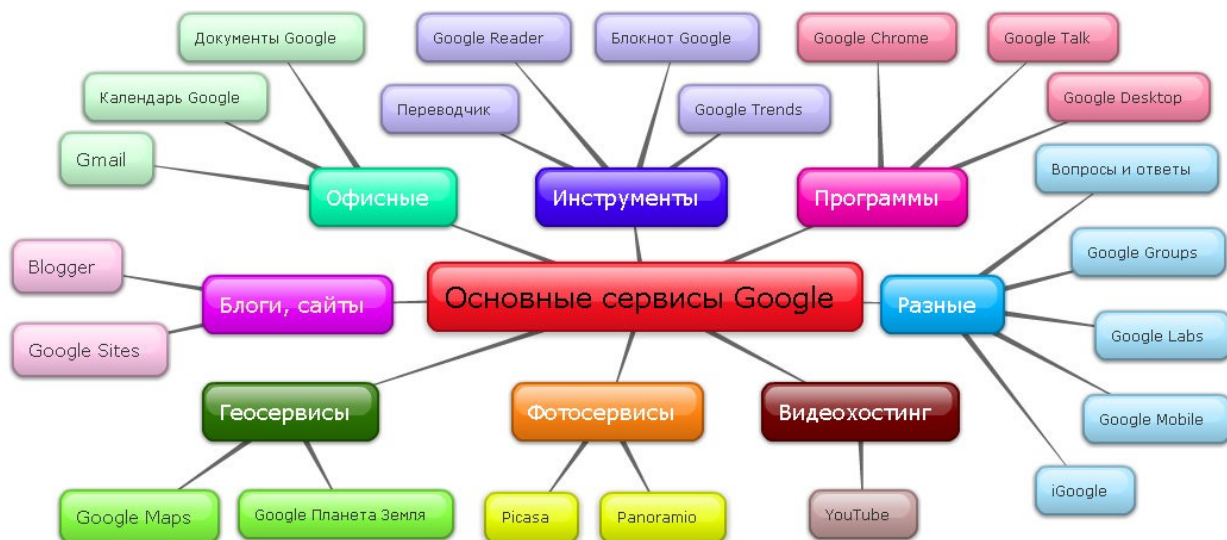 Документы Google
Google Reader
Блокнот Google
Google Chrome
Google Talk
Календарь Google
Переводчик
Google Trends
Google Desktop
Gmail
Вопросы и ответы
Офисные
Инструменты
Программы
Blogger
Google Groups
Блоги, сайты
Основные сервисы Google
Разные
Google Sites
Google Labs
Геосервисы
Фотосервисы
Видеохостинг
Google Mobile
iGoogle
Google Maps
Google Планета Земля
Picasa
Panoramio
YouTube